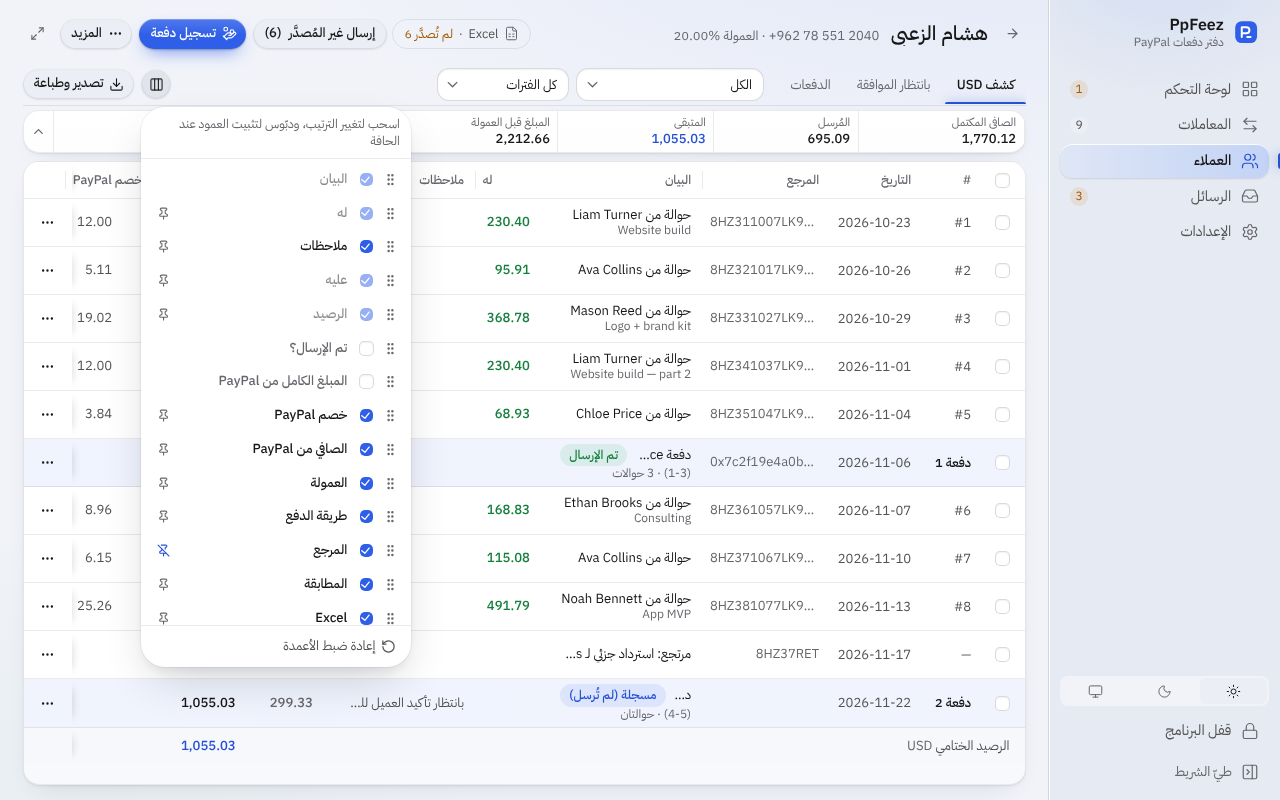 PpFeez
دفتر دفعات PayPal
لوحة التحكم 1
المعاملات 9
العملاء
الرسائل 3
الإعدادات
قفل البرنامج
طيّ الشريط
هشام الزعبي
+962 78 551 2040 · العمولة 20.00%
Excel · لم تُصدَّر 6
إرسال غير المُصدَّر (6)
تسجيل دفعة
المزيد
كشف USD
بانتظار الموافقة
الدفعات
الكل
كل الفترات
تصدير وطباعة
الصافي المكتمل
1,770.12
المُرسل
695.09
المتبقي
1,055.03
المبلغ قبل العمولة
2,212.66
# التاريخ المرجع البيان له ملاحظات خصم PayPal
#1 2026-10-23 8HZ311007LK9... حوالة من Liam Turner 230.40 12.00
Website build
#2 2026-10-26 8HZ321017LK9... حوالة من Ava Collins 95.91 5.11
#3 2026-10-29 8HZ331027LK9... حوالة من Mason Reed 368.78 19.02
Logo + brand kit
#4 2026-11-01 8HZ341037LK9... حوالة من Liam Turner 230.40 12.00
Website build — part 2
#5 2026-11-04 8HZ351047LK9... حوالة من Chloe Price 68.93 3.84
دفعة 1 2026-11-06 0x7c2f19e4a0b... دفعة ce... تم الإرسال
(1-3) · 3 حوالات
#6 2026-11-07 8HZ361057LK9... حوالة من Ethan Brooks 168.83 8.96
Consulting
#7 2026-11-10 8HZ371067LK9... حوالة من Ava Collins 115.08 6.15
#8 2026-11-13 8HZ381077LK9... حوالة من Noah Bennett 491.79 25.26
App MVP
— 2026-11-17 8HZ37RET مرتجع: استرداد جزئي لـ s...
دفعة 2 2026-11-22 د... مسجلة (لم تُرسل) بانتظار تأكيد العميل للـ... 299.33 1,055.03
(4-5) · حوالتان
الرصيد الختامي USD 1,055.03
اسحب لتغيير الترتيب، ودبّوس لتثبيت العمود عند
الحافة
البيان
له
ملاحظات
عليه
الرصيد
تم الإرسال؟
المبلغ الكامل من PayPal
خصم PayPal
الصافي من PayPal
العمولة
طريقة الدفع
المرجع
المطابقة
Excel
إعادة ضبط الأعمدة